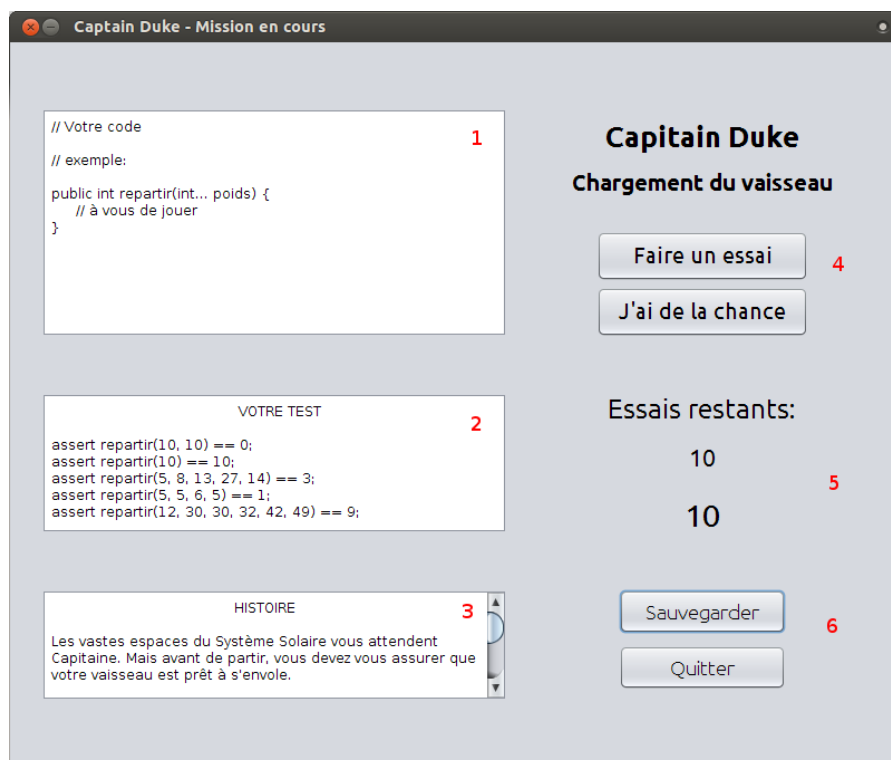 Captain Duke - Mission en cours
// Votre code
1
// exemple:
public int repartir(int... poids) {
// à vous de jouer
}
Capitain Duke
Chargement du vaisseau
Faire un essai
4
J'ai de la chance
VOTRE TEST
2
assert repartir(10, 10) == 0;
assert repartir(10) == 10;
assert repartir(5, 8, 13, 27, 14) == 3;
assert repartir(5, 5, 6, 5) == 1;
assert repartir(12, 30, 30, 32, 42, 49) == 9;
Essais restants:
10
5
10
HISTOIRE
3
Les vastes espaces du Système Solaire vous attendent
Capitaine. Mais avant de partir, vous devez vous assurer que
votre vaisseau est prêt à s'envole.
Sauvegarder
6
Quitter